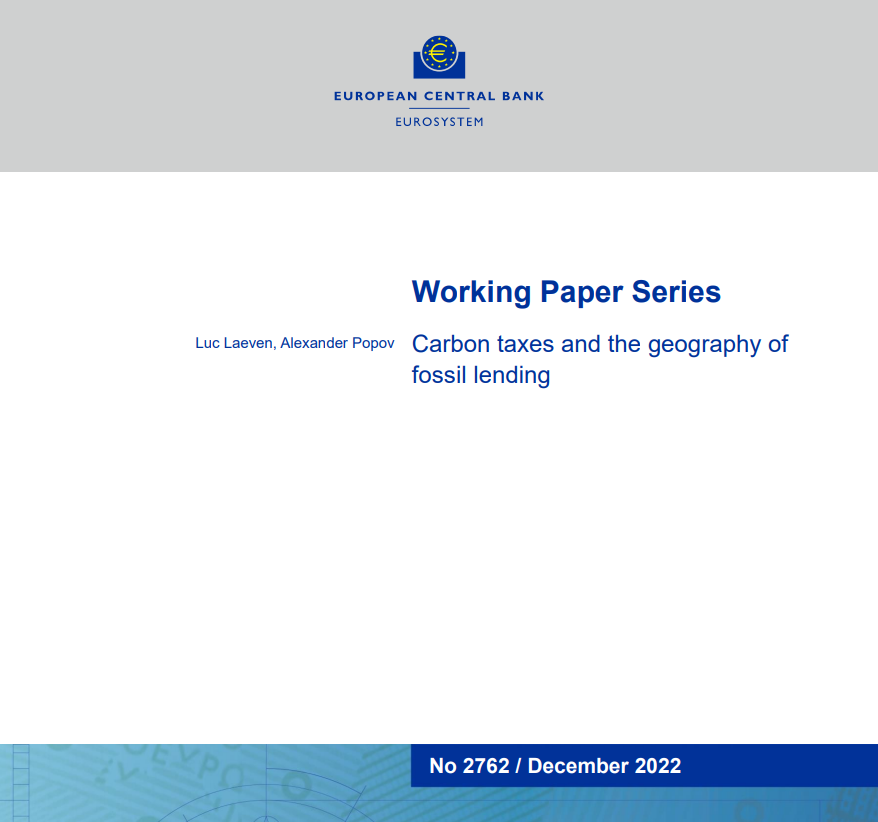 EUROPEAN CENTRAL BANK
EUROSYSTEM
Working Paper Series
Luc Laeven, Alexander Popov
Carbon taxes and the geography of
fossil lending
No 2762 / December 2022